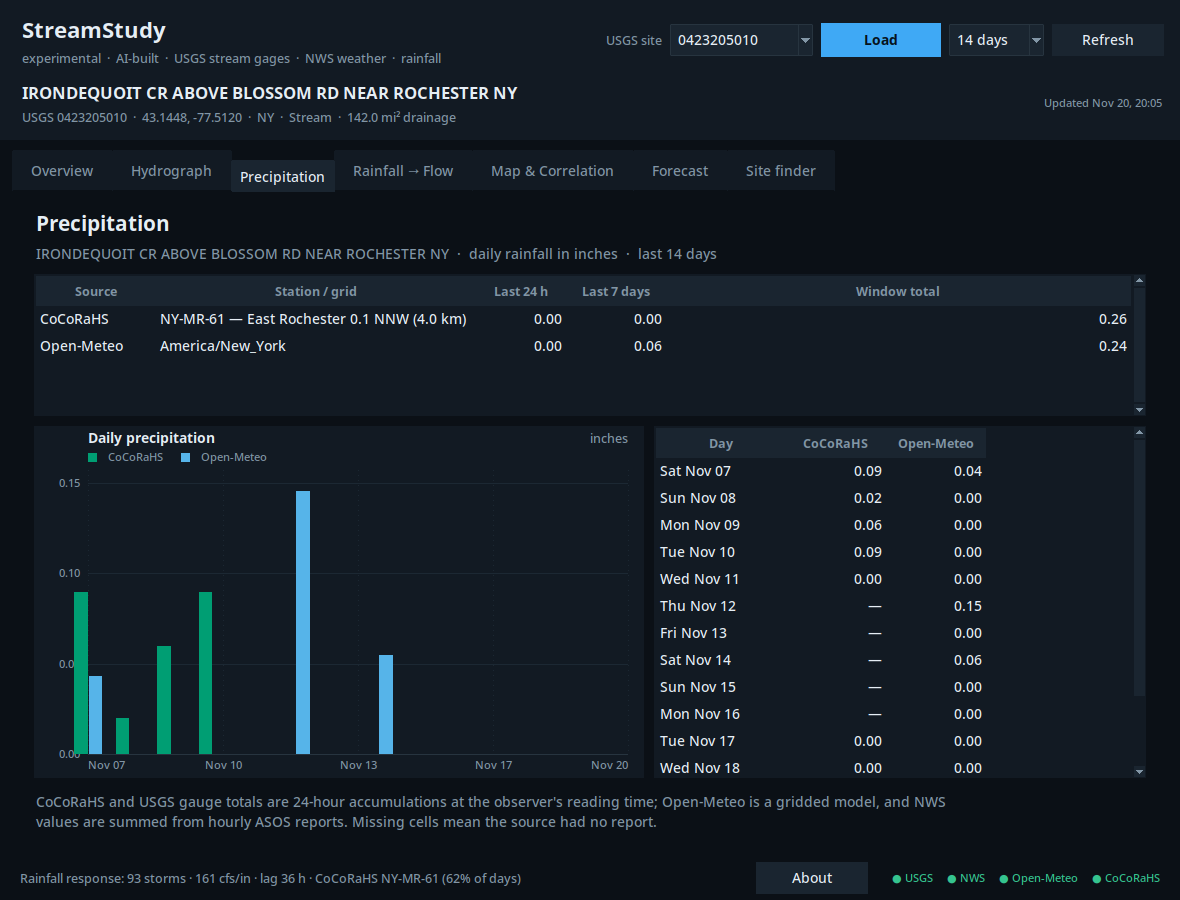 StreamStudy
experimental · AI-built · USGS stream gages · NWS weather · rainfall
USGS site 0423205010 Load 14 days Refresh
IRONDEQUOIT CR ABOVE BLOSSOM RD NEAR ROCHESTER NY
USGS 0423205010 · 43.1448, -77.5120 · NY · Stream · 142.0 mi² drainage
Updated Nov 20, 20:05
Overview Hydrograph Precipitation Rainfall → Flow Map & Correlation Forecast Site finder
Precipitation
IRONDEQUOIT CR ABOVE BLOSSOM RD NEAR ROCHESTER NY · daily rainfall in inches · last 14 days
Source Station / grid Last 24 h Last 7 days Window total
CoCoRaHS NY-MR-61 — East Rochester 0.1 NNW (4.0 km) 0.00 0.00 0.26
Open-Meteo America/New_York 0.00 0.06 0.24
Daily precipitation inches
CoCoRaHS Open-Meteo
0.15
0.10
0.0
0.00
Nov 07 Nov 10 Nov 13 Nov 17 Nov 20
Day CoCoRaHS Open-Meteo
Sat Nov 07 0.09 0.04
Sun Nov 08 0.02 0.00
Mon Nov 09 0.06 0.00
Tue Nov 10 0.09 0.00
Wed Nov 11 0.00 0.00
Thu Nov 12 — 0.15
Fri Nov 13 — 0.00
Sat Nov 14 — 0.06
Sun Nov 15 — 0.00
Mon Nov 16 — 0.00
Tue Nov 17 0.00 0.00
Wed Nov 18 0.00 0.00
CoCoRaHS and USGS gauge totals are 24-hour accumulations at the observer's reading time; Open-Meteo is a gridded model, and NWS
values are summed from hourly ASOS reports. Missing cells mean the source had no report.
Rainfall response: 93 storms · 161 cfs/in · lag 36 h · CoCoRaHS NY-MR-61 (62% of days)
About
USGS NWS Open-Meteo CoCoRaHS